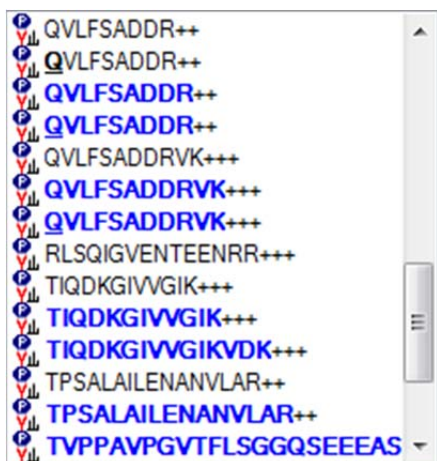 QVLFSADDR++
QVLFSADDR++
QVLFSADDR++
QVLFSADDR++
QVLFSADDRVK+++
QVLFSADDRVK+++
QVLFSADDRVK+++
RLSQIGVENTEENRR+++
TIQDKGIVVGIK+++
TIQDKGIVVGIK+++
TIQDKGIVVGIKVDK+++
TPSALAILENANVLAR++
TPSALAILENANVLAR++
TVPPAVPGVTFLSGGQSEEEAS